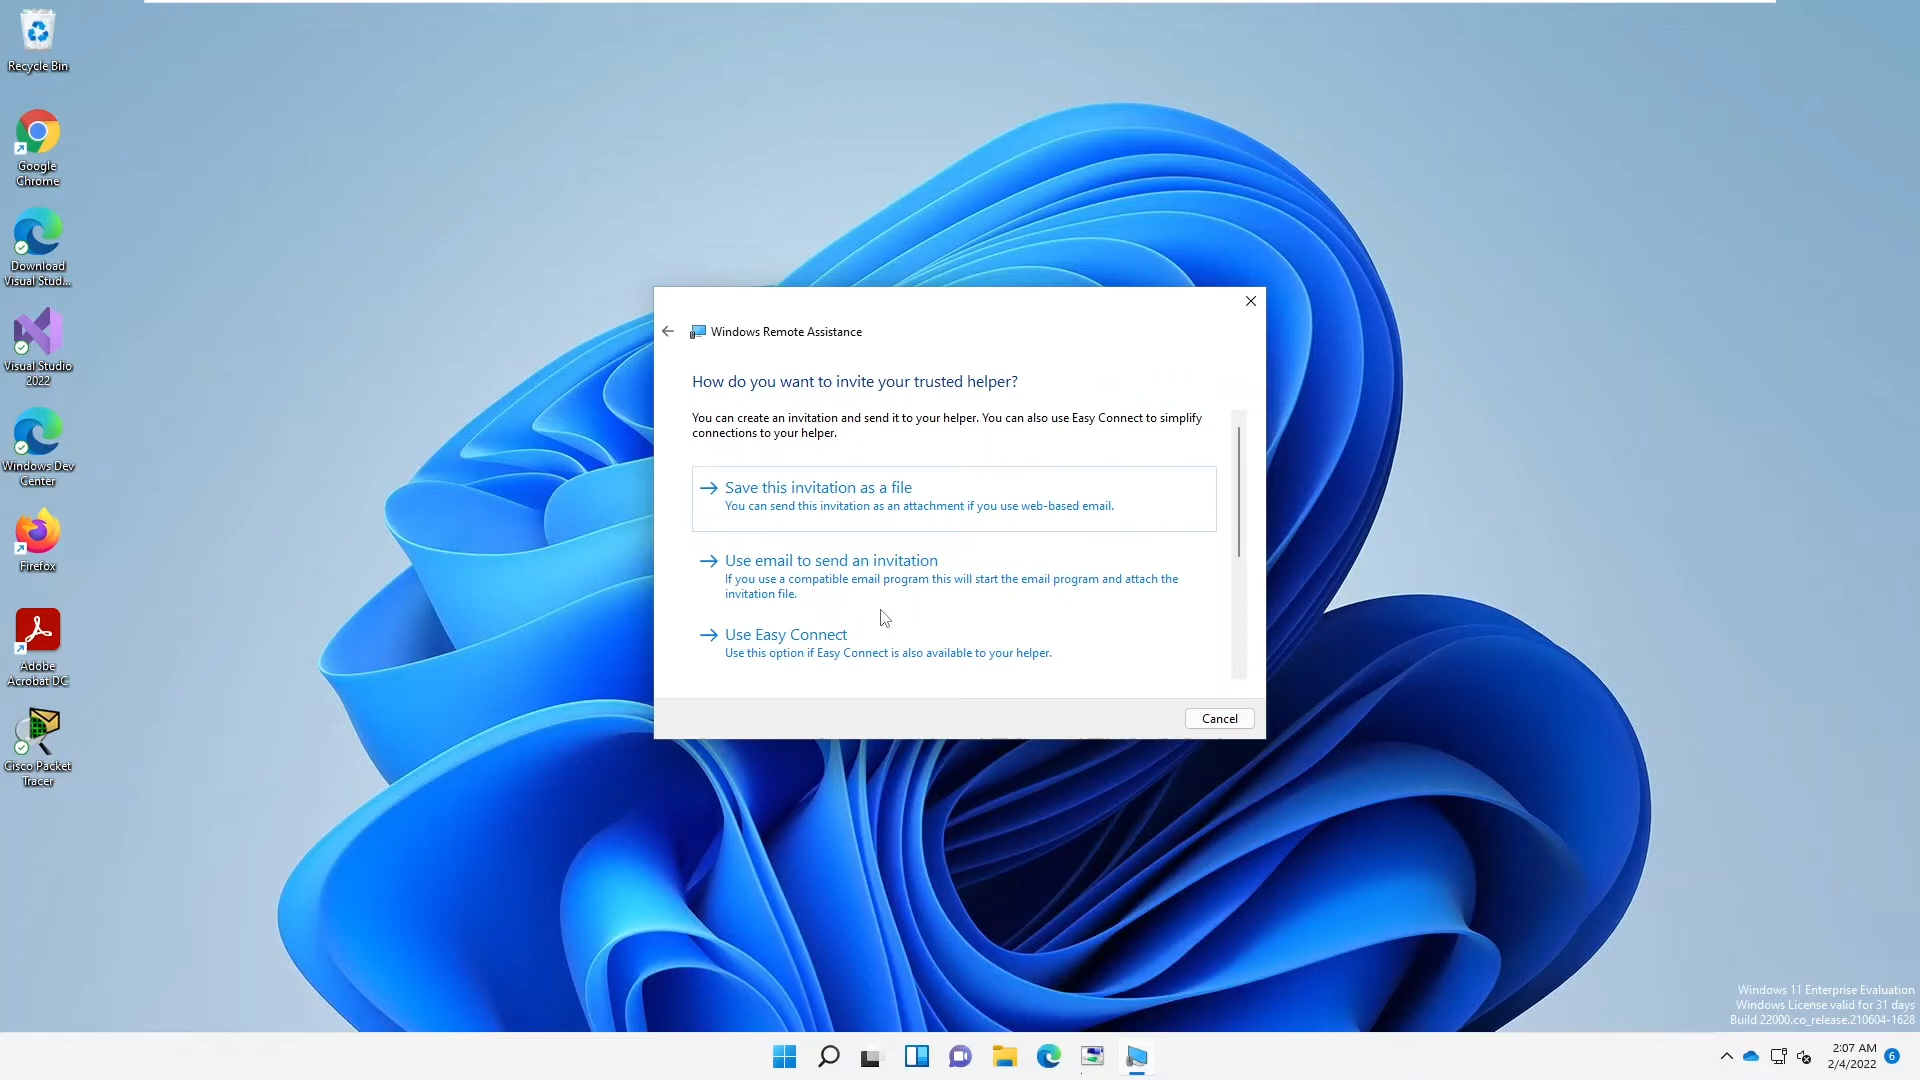 Recycle Bin
Google
Chrome
Download
Visual Stud...
Visual Studio
2022
Windows Dev
Center
Firefox
Adobe
Acrobat DC
Cisco Packet
Tracer
Windows Remote Assistance
How do you want to invite your trusted helper?
You can create an invitation and send it to your helper. You can also use Easy Connect to simplify
connections to your helper.
Save this invitation as a file
You can send this invitation as an attachment if you use web-based email.
Use email to send an invitation
If you use a compatible email program this will start the email program and attach the
invitation file.
Use Easy Connect
Use this option if Easy Connect is also available to your helper.
Cancel
Windows 11 Enterprise Evaluation
Windows License valid for 31 days
Build 22000.co_release.210604-1628
2:07 AM
2/4/2022
6